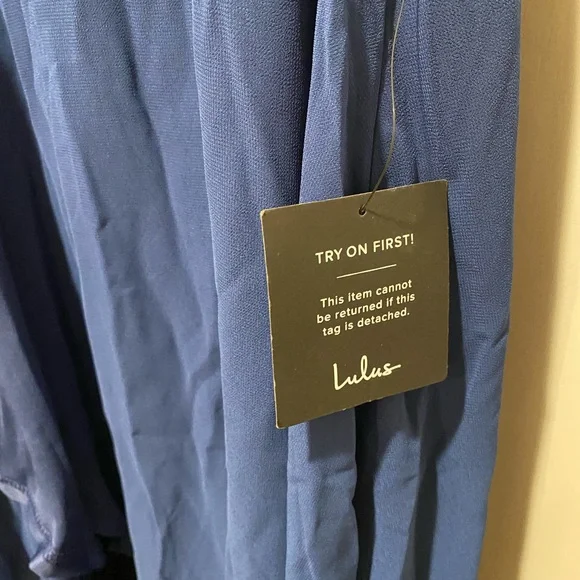 TRY ON FIRST!
This item cannot
be returned if this
tag is detached.
Lulus